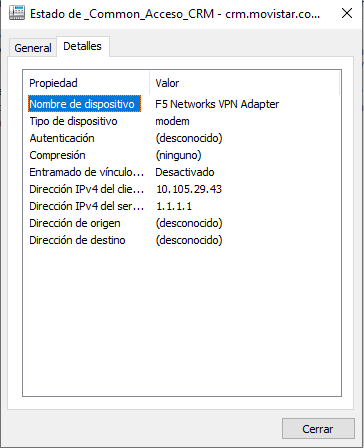 Estado de _Common_Acceso_CRM - crm.movistar.co...
General
Detalles
Propiedad Valor
Nombre de dispositivo F5 Networks VPN Adapter
Tipo de dispositivo modem
Autenticación (desconocido)
Compresión (ninguno)
Entramado de vínculo... Desactivado
Dirección IPv4 del clie... 10.105.29.43
Dirección IPv4 del ser... 1.1.1.1
Dirección de origen (desconocido)
Dirección de destino (desconocido)
Cerrar